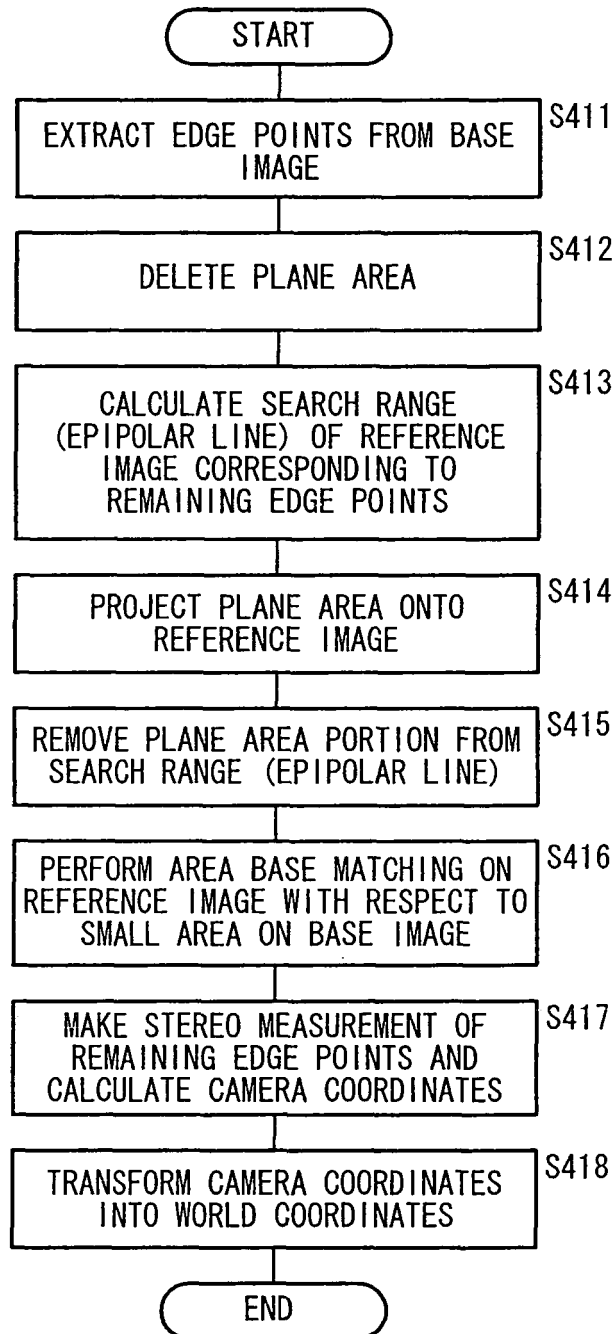 START
S411
EXTRACT EDGE POINTS FROM BASE
IMAGE
S412
DELETE PLANE AREA
S413
CALCULATE SEARCH RANGE
(EPIPOLAR LINE) OF REFERENCE
IMAGE CORRESPONDING TO
REMAINING EDGE POINTS
S414
PROJECT PLANE AREA ONTO
REFERENCE IMAGE
S415
REMOVE PLANE AREA PORTION FROM
SEARCH RANGE (EPIPOLAR LINE)
S416
PERFORM AREA BASE MATCHING ON
REFERENCE IMAGE WITH RESPECT TO
SMALL AREA ON BASE IMAGE
S417
MAKE STEREO MEASUREMENT OF
REMAINING EDGE POINTS AND
CALCULATE CAMERA COORDINATES
S418
TRANSFORM CAMERA COORDINATES
INTO WORLD COORDINATES
END